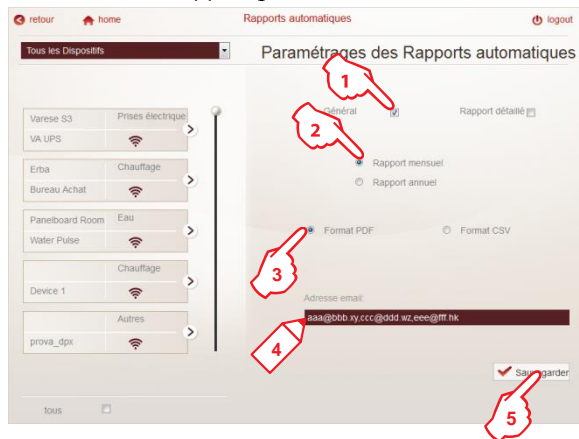 retour home Rapports automatiques logout
Tous les Dispositifs
Paramétrages des Rapports automatiques
1
Général Rapport détaillé
2
Varese S3 Prises électrique
VA UPS
Rapport mensuel
Erba Chauffage
Bureau Achat
Rapport annuel
Panelboard Room Eau
Water Pulse
Format PDF Format CSV
3
Chauffage
Device 1
Adresse email:
aaa@bbb.xy,ccc@ddd.wz,eee@fff.hk
Autres
prova_dpx
4
Sauvegarder
5
tous